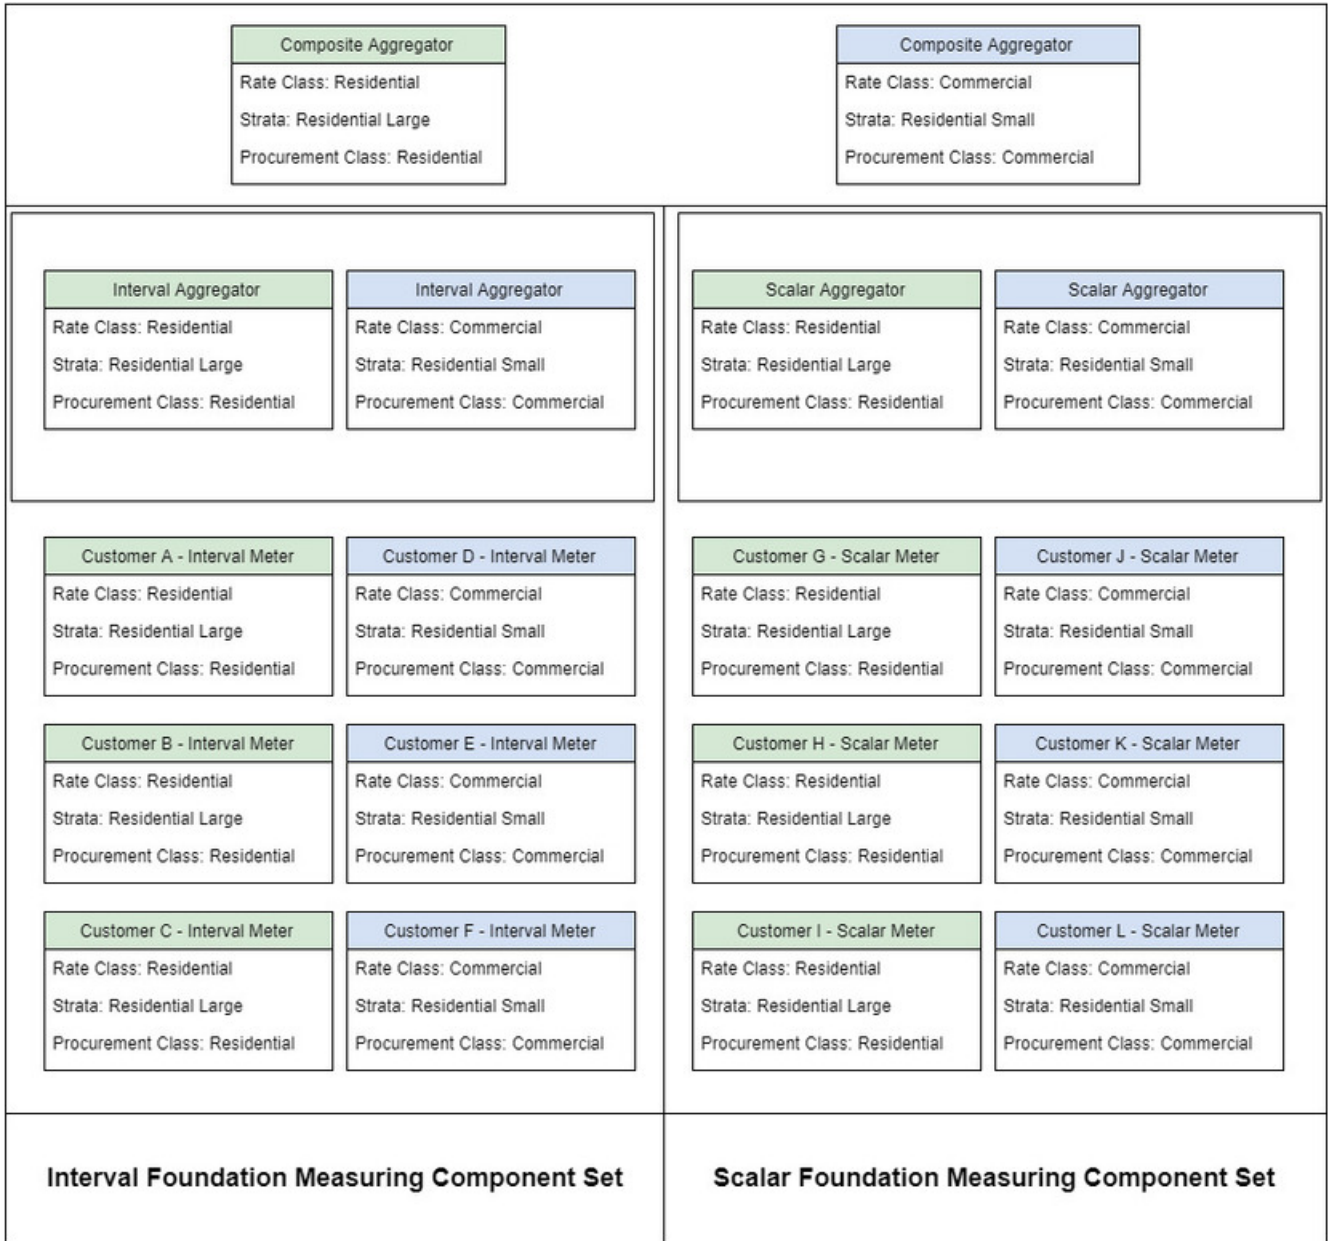 Composite Aggregator
Rate Class: Residential
Strata: Residential Large
Procurement Class: Residential
Composite Aggregator
Rate Class: Commercial
Strata: Residential Small
Procurement Class: Commercial
Interval Aggregator
Rate Class: Residential
Strata: Residential Large
Procurement Class: Residential
Interval Aggregator
Rate Class: Commercial
Strata: Residential Small
Procurement Class: Commercial
Scalar Aggregator
Rate Class: Residential
Strata: Residential Large
Procurement Class: Residential
Scalar Aggregator
Rate Class: Commercial
Strata: Residential Small
Procurement Class: Commercial
Customer A - Interval Meter
Rate Class: Residential
Strata: Residential Large
Procurement Class: Residential
Customer D - Interval Meter
Rate Class: Commercial
Strata: Residential Small
Procurement Class: Commercial
Customer G - Scalar Meter
Rate Class: Residential
Strata: Residential Large
Procurement Class: Residential
Customer J - Scalar Meter
Rate Class: Commercial
Strata: Residential Small
Procurement Class: Commercial
Customer B - Interval Meter
Rate Class: Residential
Strata: Residential Large
Procurement Class: Residential
Customer E - Interval Meter
Rate Class: Commercial
Strata: Residential Small
Procurement Class: Commercial
Customer H - Scalar Meter
Rate Class: Residential
Strata: Residential Large
Procurement Class: Residential
Customer K - Scalar Meter
Rate Class: Commercial
Strata: Residential Small
Procurement Class: Commercial
Customer C - Interval Meter
Rate Class: Residential
Strata: Residential Large
Procurement Class: Residential
Customer F - Interval Meter
Rate Class: Commercial
Strata: Residential Small
Procurement Class: Commercial
Customer I - Scalar Meter
Rate Class: Residential
Strata: Residential Large
Procurement Class: Residential
Customer L - Scalar Meter
Rate Class: Commercial
Strata: Residential Small
Procurement Class: Commercial
Interval Foundation Measuring Component Set
Scalar Foundation Measuring Component Set